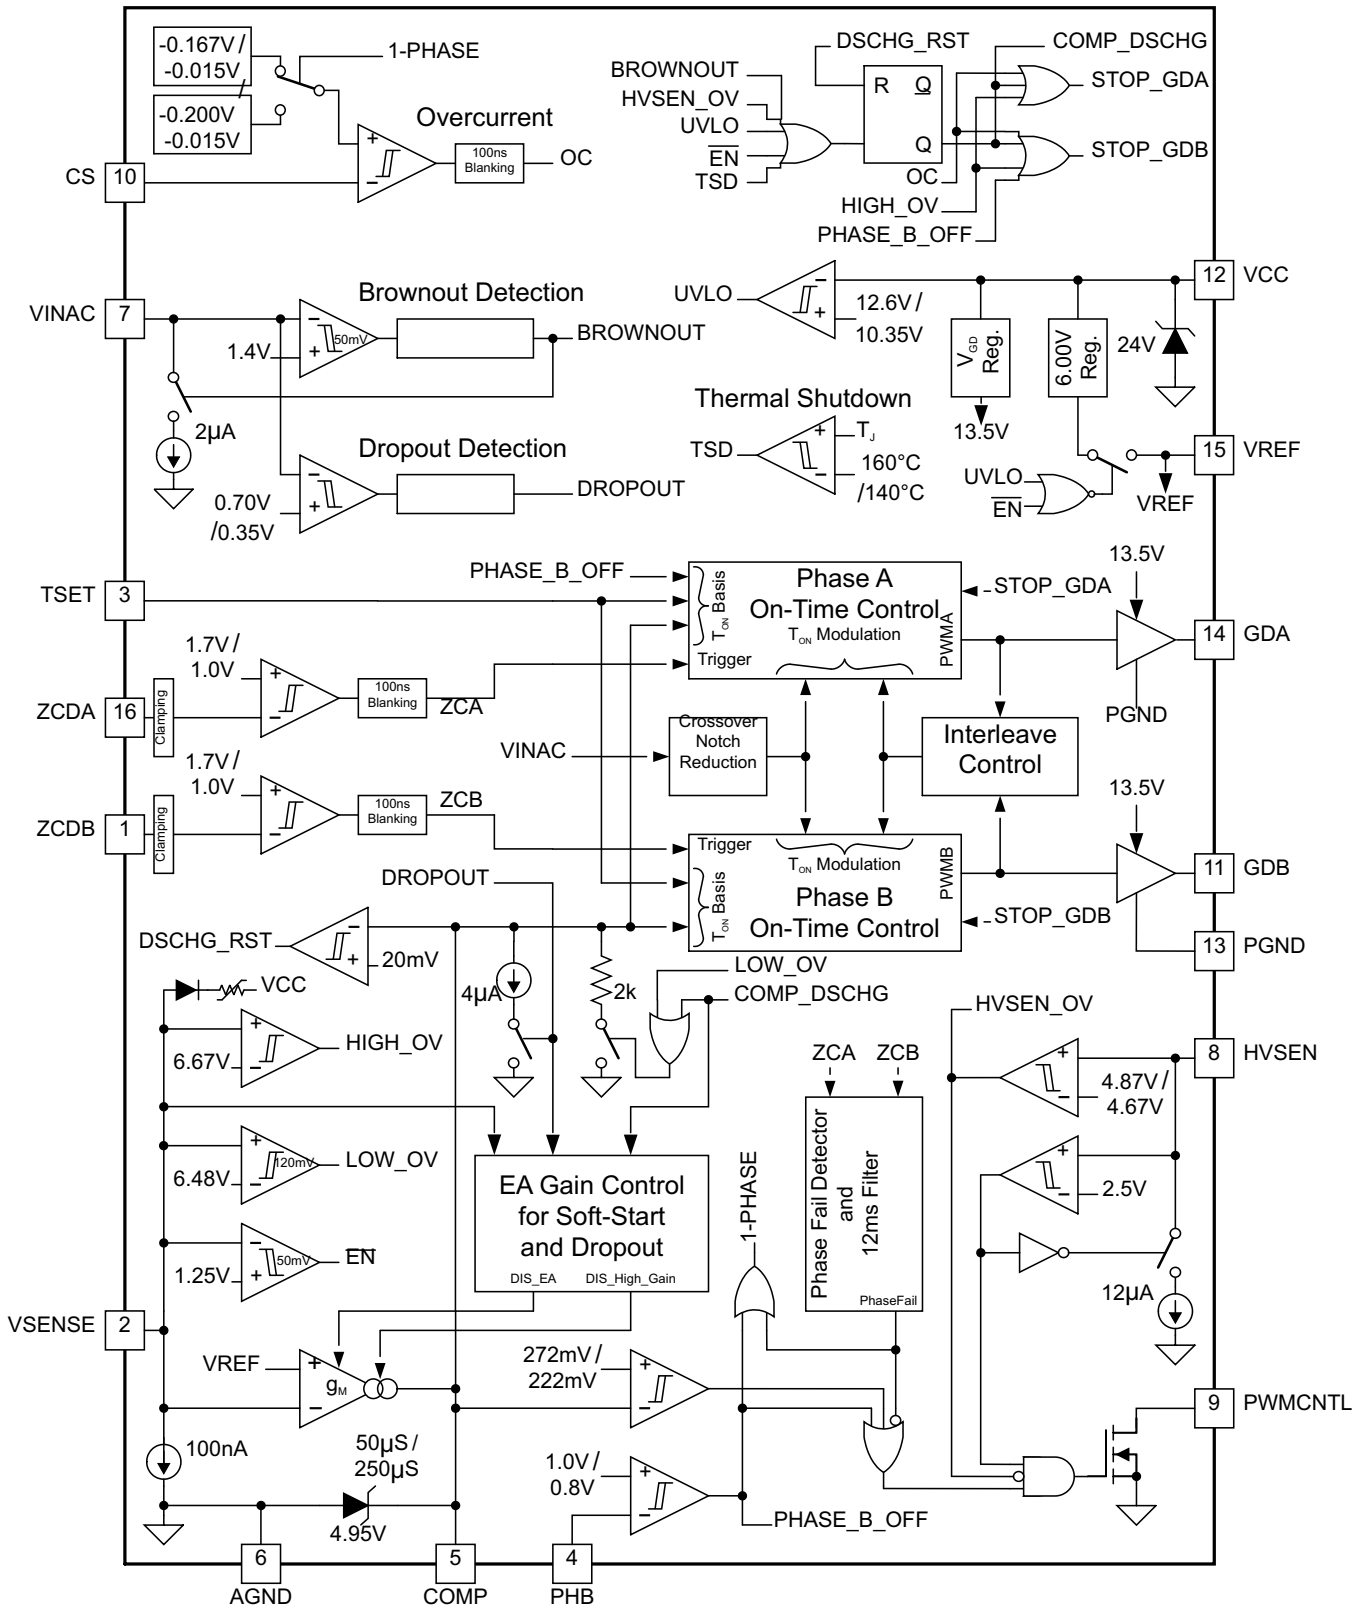 -0.167V /
-0.015V
-0.200V
-0.015V
1-PHASE
Overcurrent
+
−
100ns
Blanking
OC
CS
10
DSCHG_RST
COMP_DSCHG
BROWNOUT
HVSEN_OV
UVLO
EN
TSD
R
Q
Q
STOP_GDA
STOP_GDB
OC
HIGH_OV
PHASE_B_OFF
VINAC
7
Brownout Detection
−
+
50mV
1.4V
BROWNOUT
2µA
Dropout Detection
−
+
0.70V
/0.35V
DROPOUT
UVLO
−
+
12.6V /
10.35V
VGD
Reg.
13.5V
6.00V
Reg.
24V
12
VCC
Thermal Shutdown
TSD
+
−
TJ
160°C
/140°C
UVLO
EN
VREF
15
VREF
TSET
3
PHASE_B_OFF
TON Basis
Trigger
Phase A
On-Time Control
TON Modulation
PWMA
STOP_GDA
13.5V
PGND
14
GDA
ZCDA
16
Clamping
1.7V /
1.0V
+
−
100ns
Blanking
ZCA
VINAC
Crossover
Notch
Reduction
Interleave
Control
ZCDB
1
Clamping
1.7V /
1.0V
+
−
100ns
Blanking
ZCB
Trigger
TON Basis
TON Modulation
Phase B
On-Time Control
PWMB
STOP_GDB
13.5V
11
GDB
13
PGND
DROPOUT
DSCHG_RST
−
+
20mV
VCC
4µA
2k
LOW_OV
COMP_DSCHG
+
−
6.67V
HIGH_OV
+
−
120mV
6.48V
LOW_OV
−
+
50mV
1.25V
EN
VSENSE
2
EA Gain Control
for Soft-Start
and Dropout
DIS_EA
DIS_High_Gain
VREF
+
−
gM
50µS /
250µS
100nA
4.95V
272mV /
222mV
+
−
1.0V /
0.8V
+
−
1-PHASE
ZCA
ZCB
Phase Fail Detector
and
12ms Filter
PhaseFail
PHASE_B_OFF
HVSEN_OV
+
−
4.87V /
4.67V
+
−
2.5V
12µA
8
HVSEN
9
PWMCNTL
6
AGND
5
COMP
4
PHB